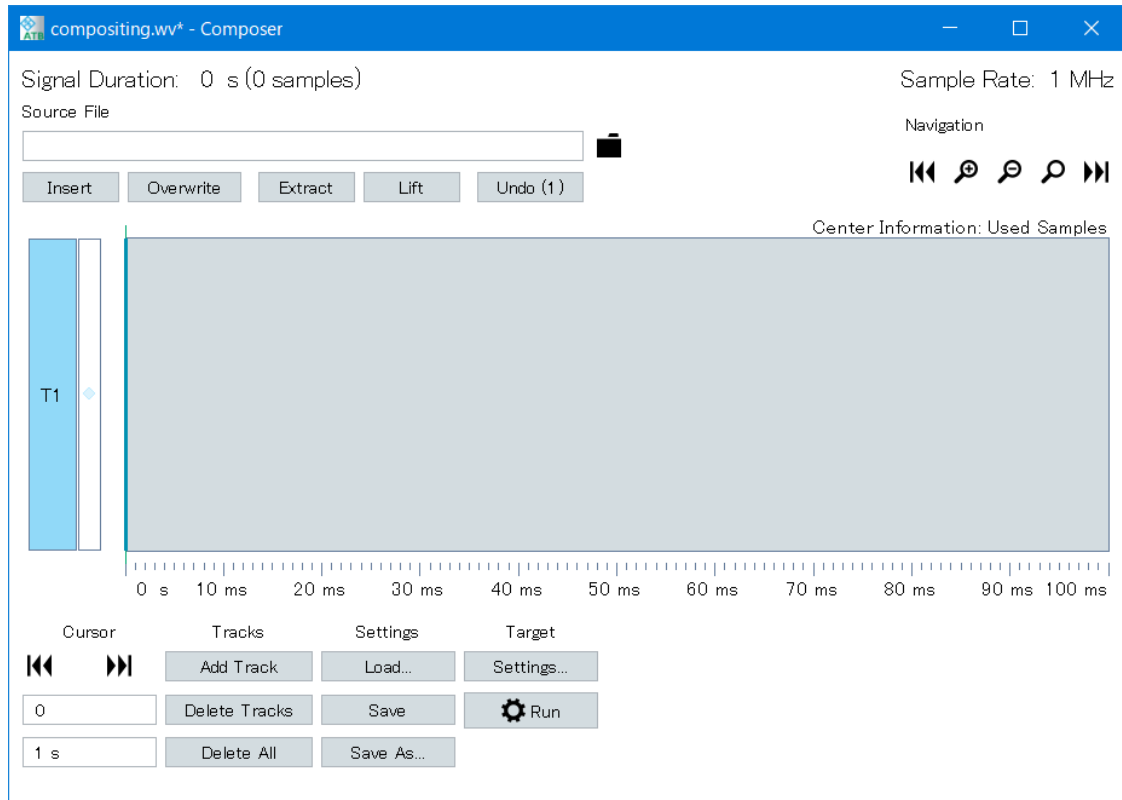 compositing.wv* - Composer
Signal Duration: 0 s (0 samples)
Sample Rate: 1 MHz
Source File
Navigation
Insert Overwrite Extract Lift Undo (1)
Center Information: Used Samples
T1
0 s 10 ms 20 ms 30 ms 40 ms 50 ms 60 ms 70 ms 80 ms 90 ms 100 ms
Cursor Tracks Settings Target
Add Track Load... Settings...
0 Delete Tracks Save Run
1 s Delete All Save As...